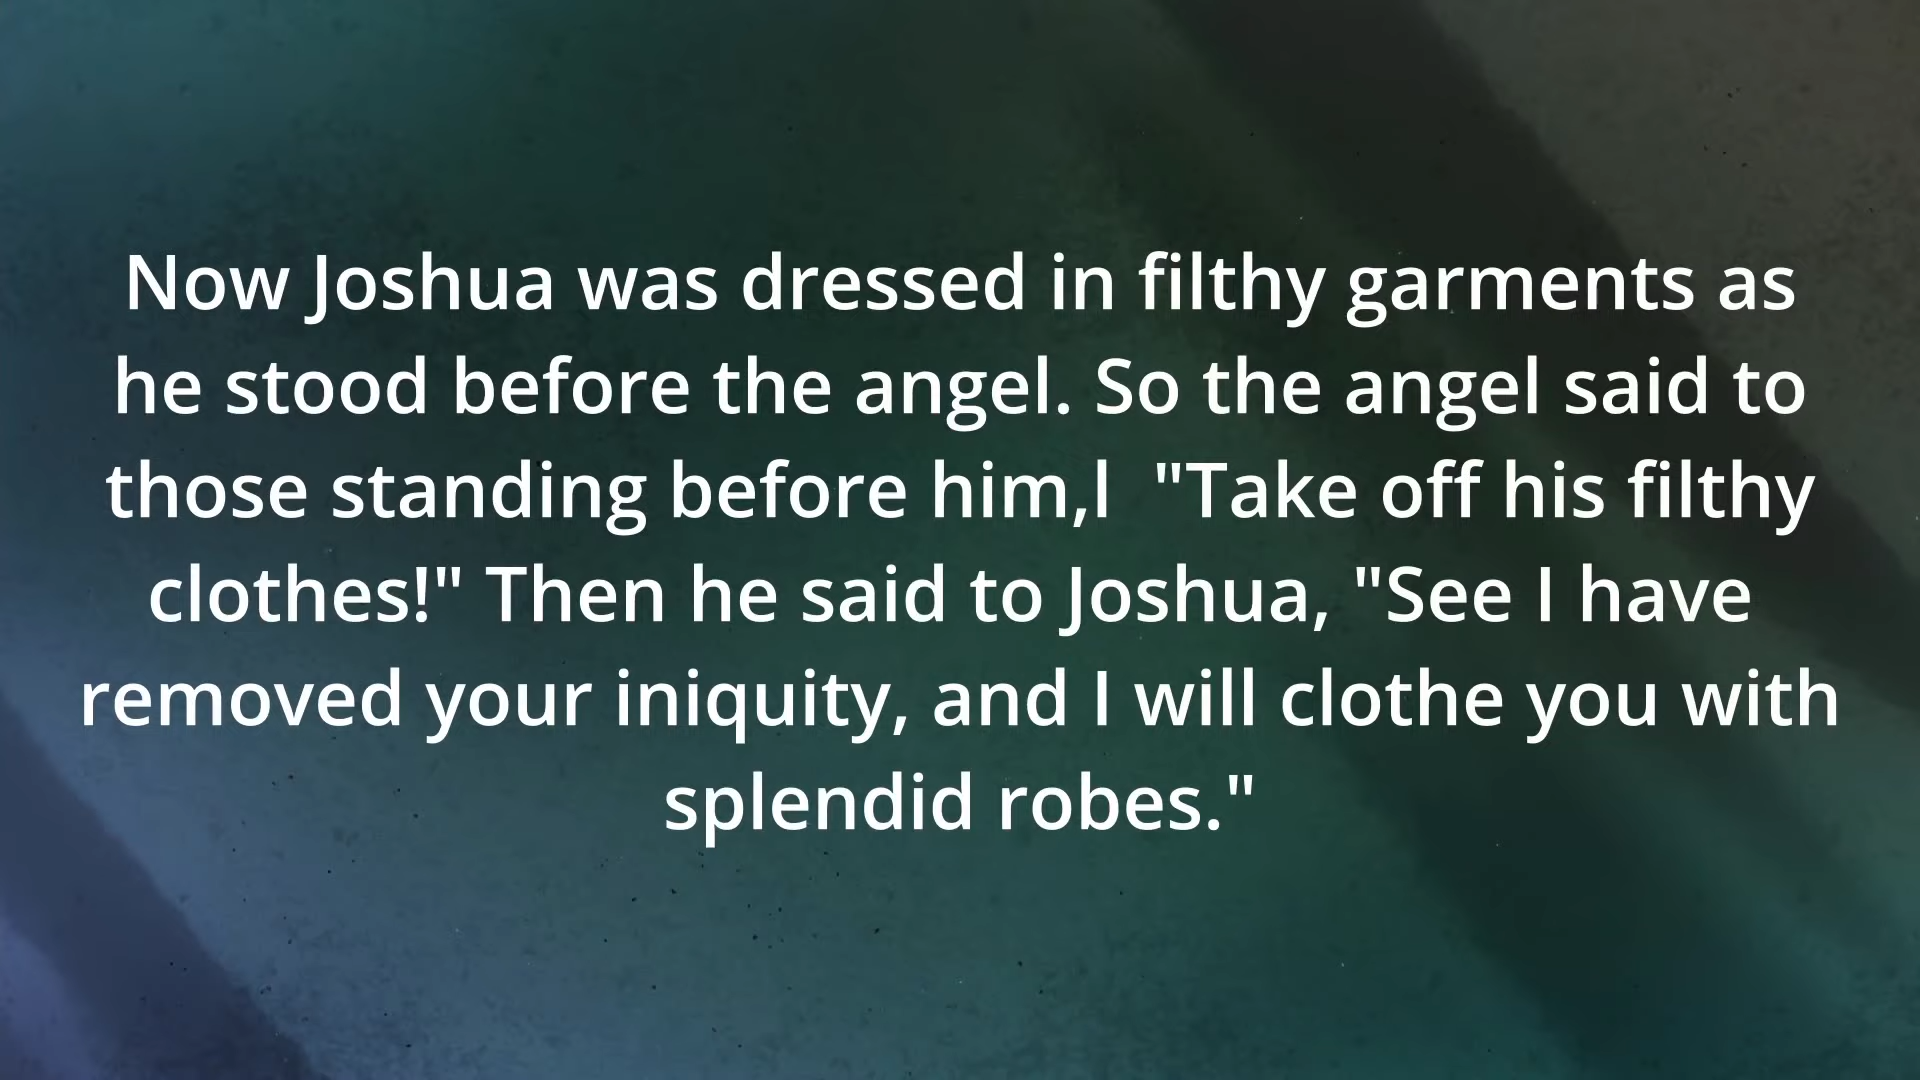 Now Joshua was dressed in filthy garments as
he stood before the angel. So the angel said to
those standing before him,l  "Take off his filthy
clothes!" Then he said to Joshua, "See I have
removed your iniquity, and I will clothe you with
splendid robes."